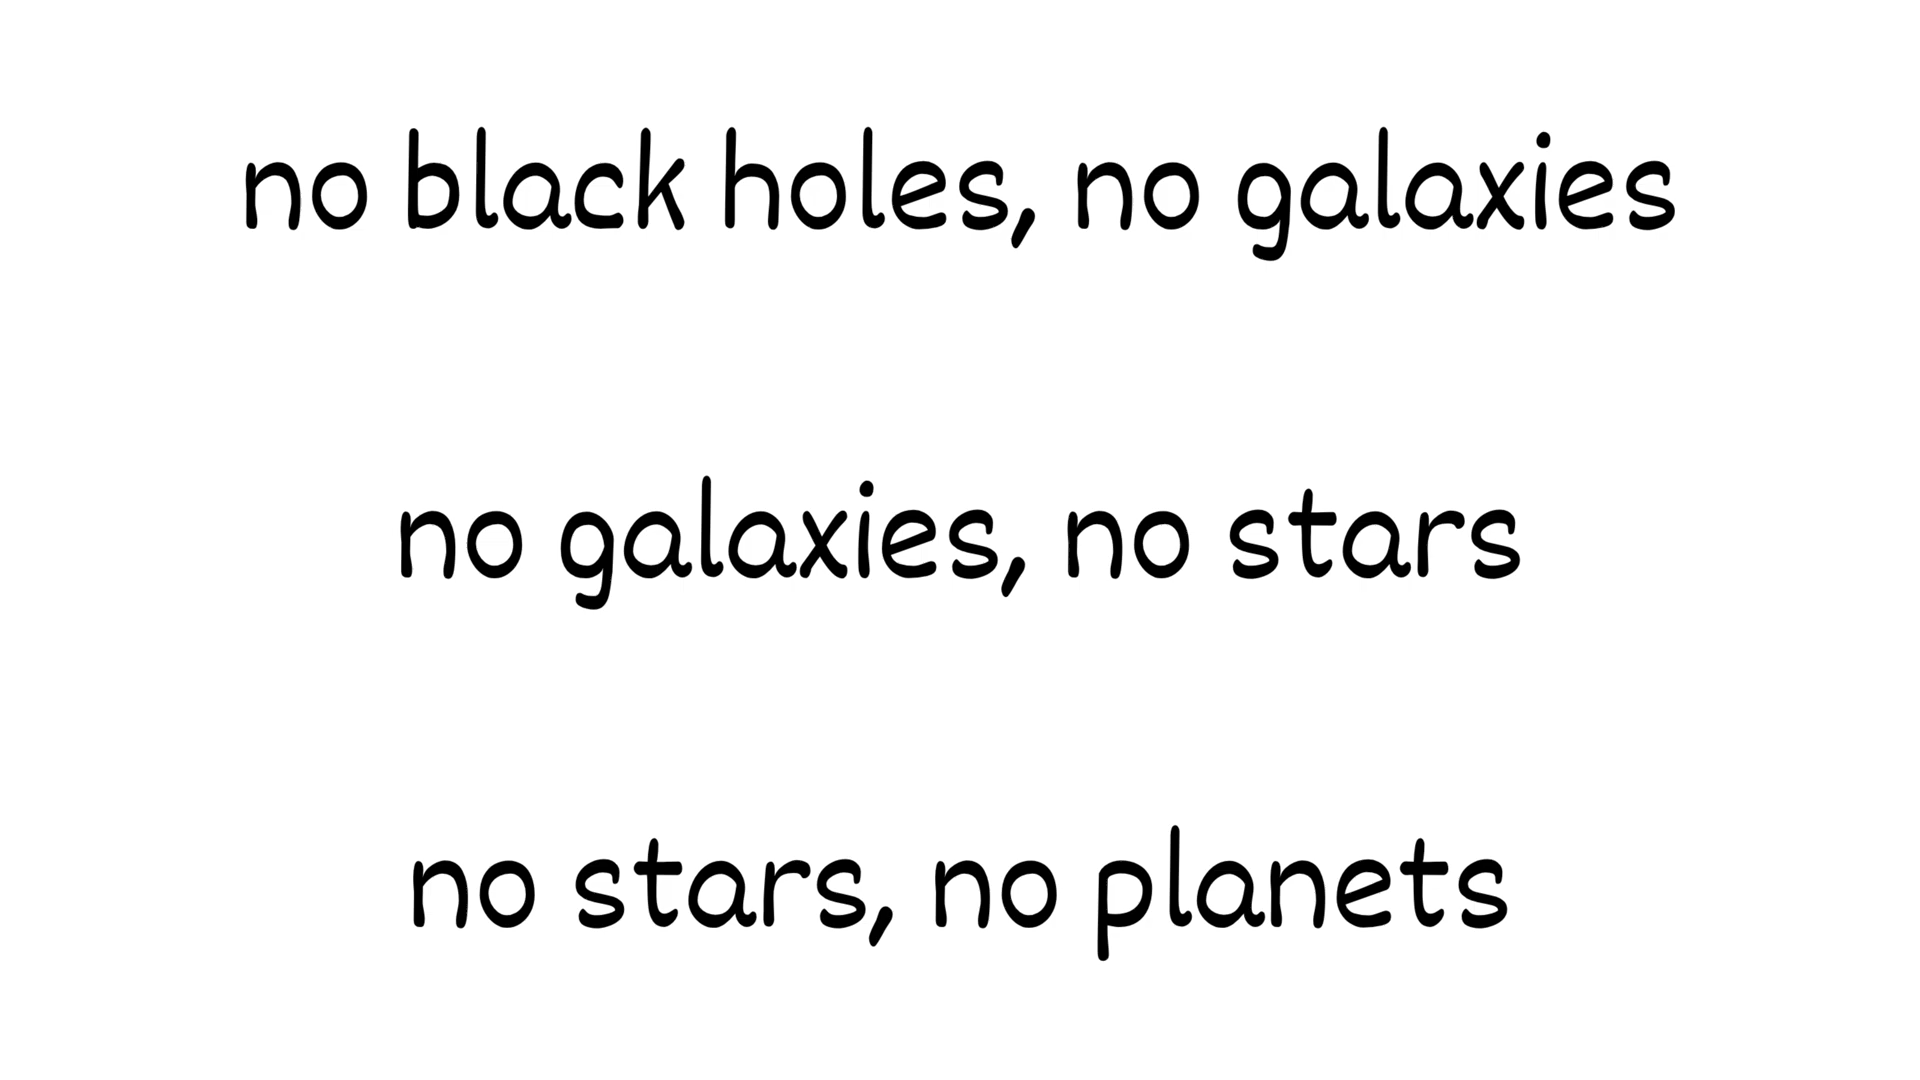 no black holes, no galaxies
no galaxies, no stars
no stars, no planets